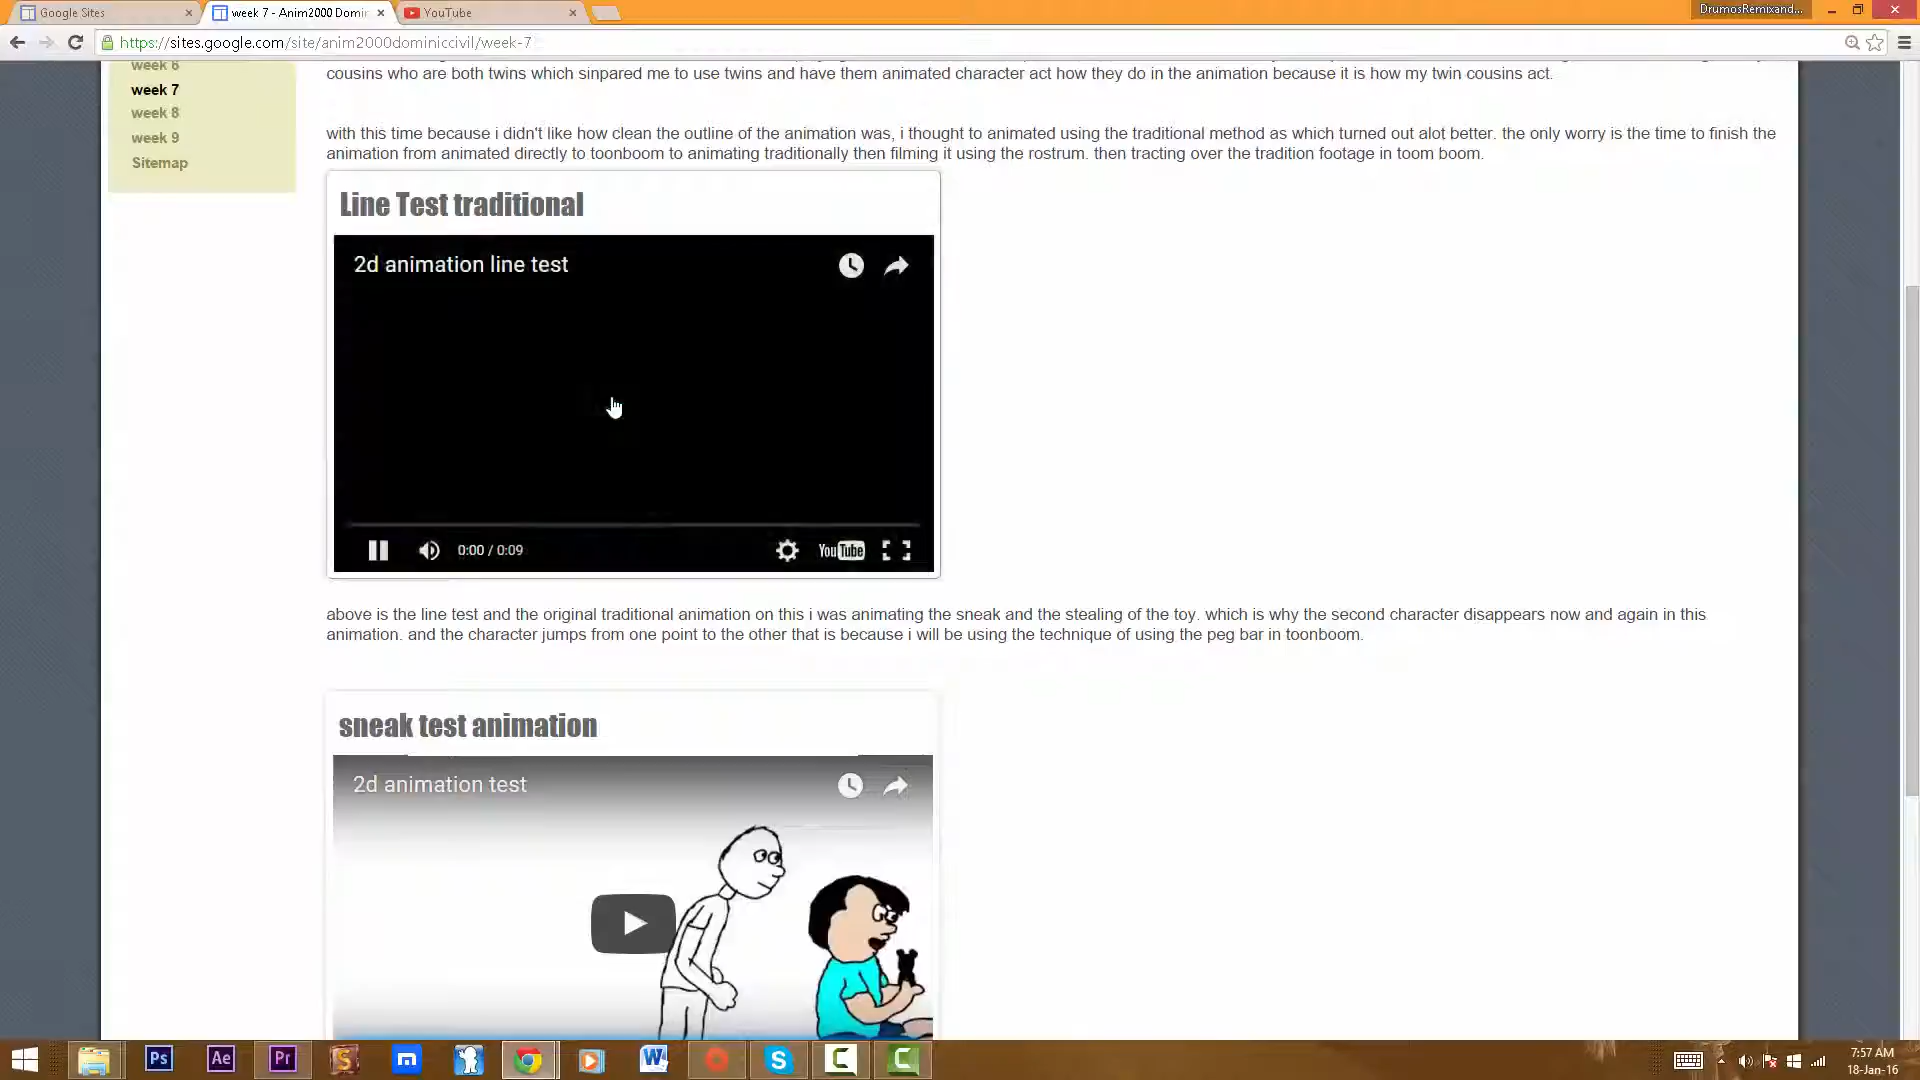 Google Sites
week 7 - Anim2000 Domin
YouTube
DrumosRemixand...
https://sites.google.com/site/anim2000dominiccivil/week-7
week 6
week 7
week 8
week 9
Sitemap
cousins who are both twins which sinpared me to use twins and have them animated character act how they do in the animation because it is how my twin cousins act.
with this time because i didn't like how clean the outline of the animation was, i thought to animated using the traditional method as which turned out alot better. the only worry is the time to finish the
animation from animated directly to toonboom to animating traditionally then filming it using the rostrum. then tracting over the tradition footage in toom boom.
Line Test traditional
2d animation line test
0:00 / 0:09
YouTube
above is the line test and the original traditional animation on this i was animating the sneak and the stealing of the toy. which is why the second character disappears now and again in this
animation. and the character jumps from one point to the other that is because i will be using the technique of using the peg bar in toonboom.
sneak test animation
2d animation test
Ps
Ae
Pr
7:57 AM
18-Jan-16